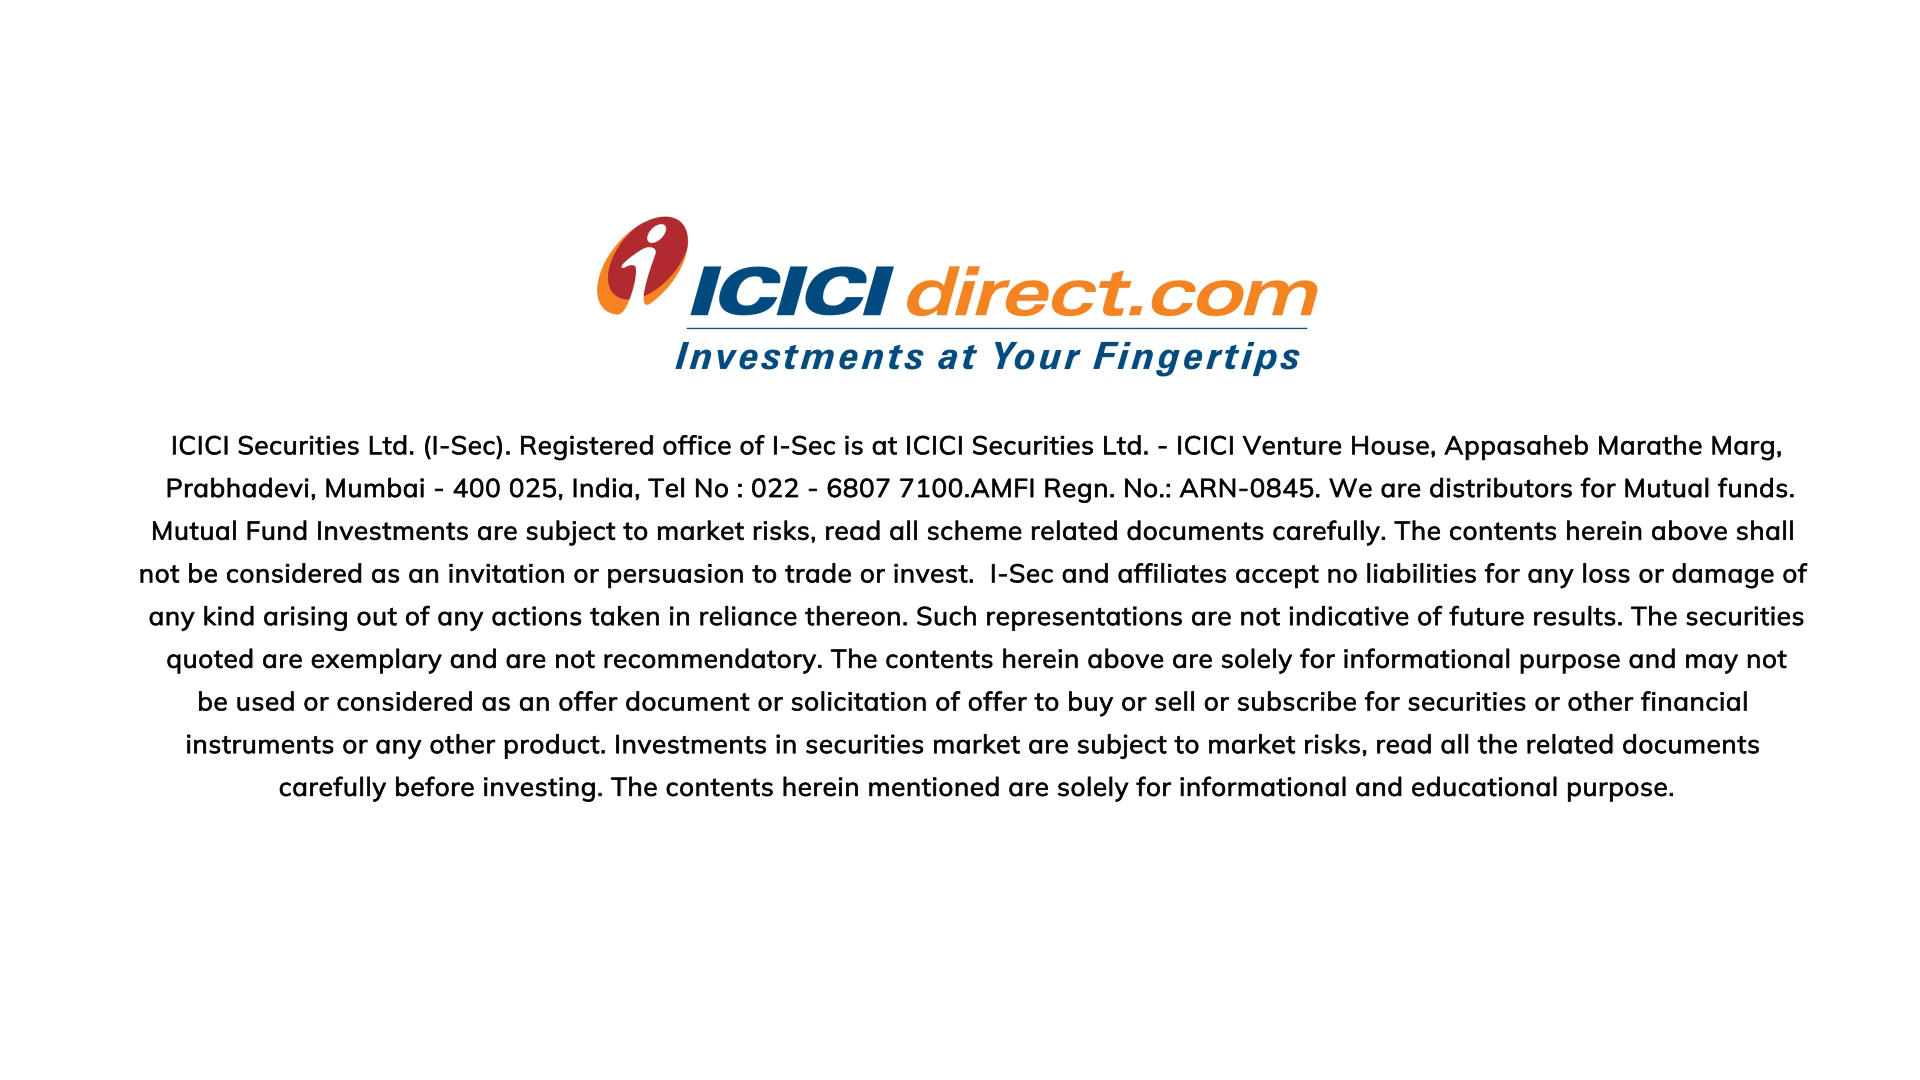 i ICICI direct.com
Investments at Your Fingertips
ICICI Securities Ltd. (I-Sec). Registered office of I-Sec is at ICICI Securities Ltd. - ICICI Venture House, Appasaheb Marathe Marg,
Prabhadevi, Mumbai - 400 025, India, Tel No : 022 - 6807 7100.AMFI Regn. No.: ARN-0845. We are distributors for Mutual funds.
Mutual Fund Investments are subject to market risks, read all scheme related documents carefully. The contents herein above shall
not be considered as an invitation or persuasion to trade or invest.  I-Sec and affiliates accept no liabilities for any loss or damage of
any kind arising out of any actions taken in reliance thereon. Such representations are not indicative of future results. The securities
quoted are exemplary and are not recommendatory. The contents herein above are solely for informational purpose and may not
be used or considered as an offer document or solicitation of offer to buy or sell or subscribe for securities or other financial
instruments or any other product. Investments in securities market are subject to market risks, read all the related documents
carefully before investing. The contents herein mentioned are solely for informational and educational purpose.